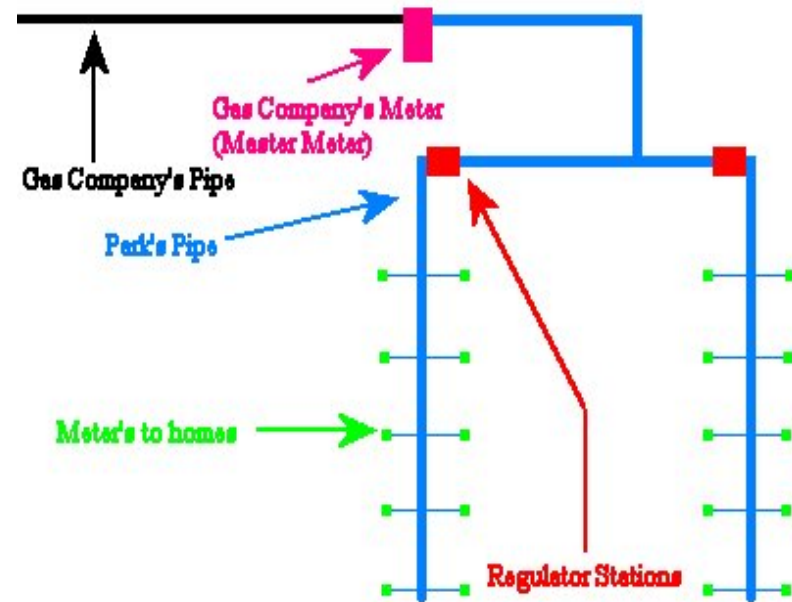 Gas Company's Meter
(Master Meter)
Gas Company's Pipe
Park's Pipe
Meter's to homes
Regulator Stations